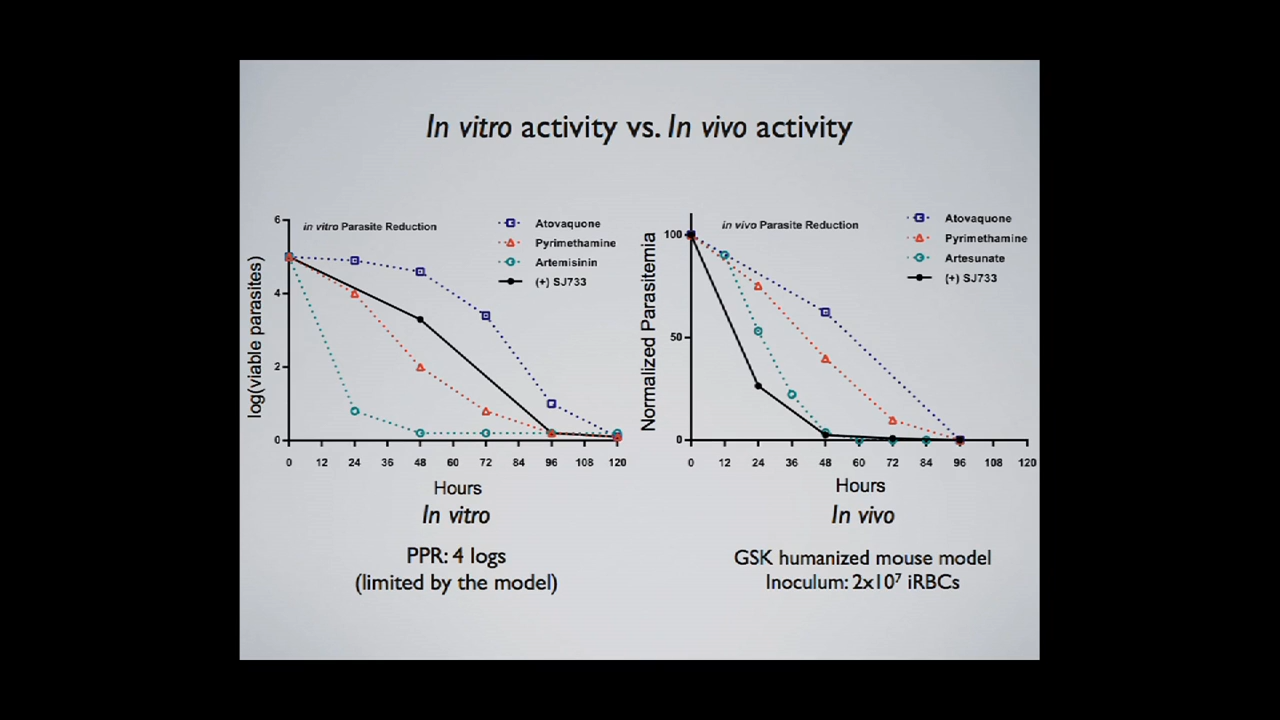 In vitro activity vs. In vivo activity
in vitro Parasite Reduction
Atovaquone
Pyrimethamine
Artemisinin
(+) SJ733
log(viable parasites)
6
4
2
0
0 12 24 36 48 60 72 84 96 108 120
Hours
In vitro
PPR: 4 logs
(limited by the model)
in vivo Parasite Reduction
Atovaquone
Pyrimethamine
Artesunate
(+) SJ733
Normalized Parasitemia
100
50
0
0 12 24 36 48 60 72 84 96 108 120
Hours
In vivo
GSK humanized mouse model
Inoculum: 2x10⁷ iRBCs